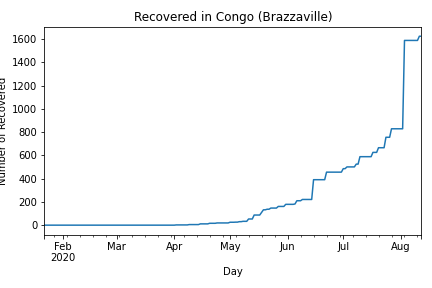 Recovered in Congo (Brazzaville)
Number of Recovered
1600
1400
1200
1000
800
600
400
200
0
Feb
2020
Mar
Apr
May
Jun
Jul
Aug
Day